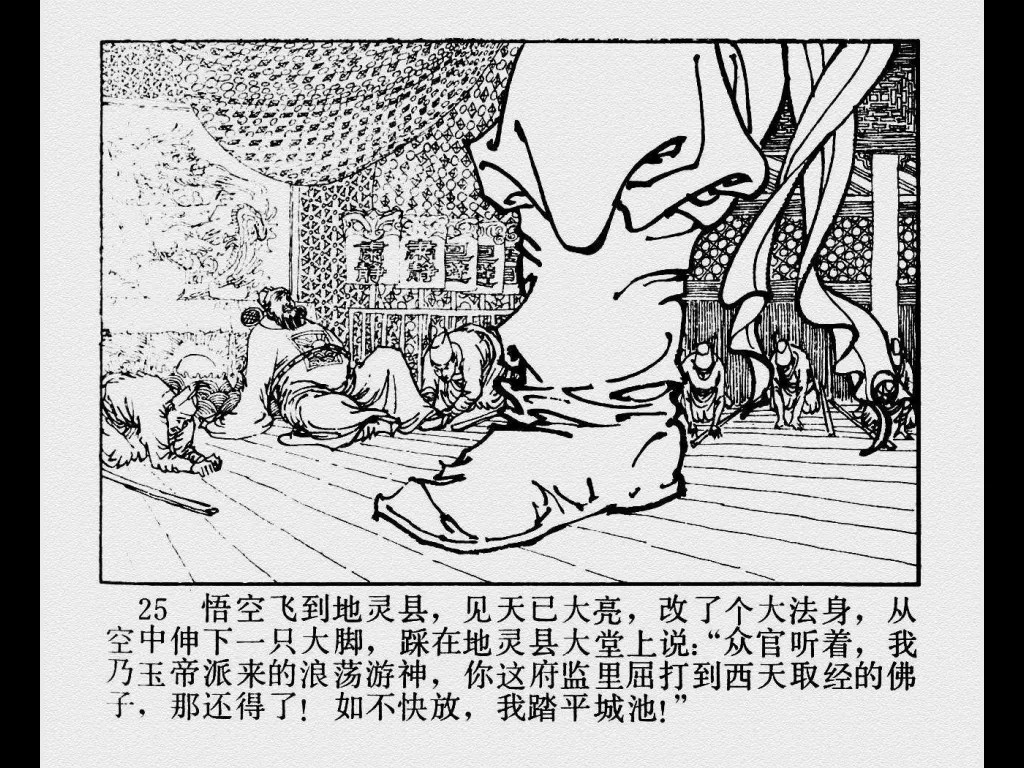 肃静
肃静
25 悟空飞到地灵县，见天已大亮，改了个大法身，从
空中伸下一只大脚，踩在地灵县大堂上说：“众官听着，我
乃玉帝派来的浪荡游神，你这府监里屈打到西天取经的佛
子，那还得了！如不快放，我踏平城池！”